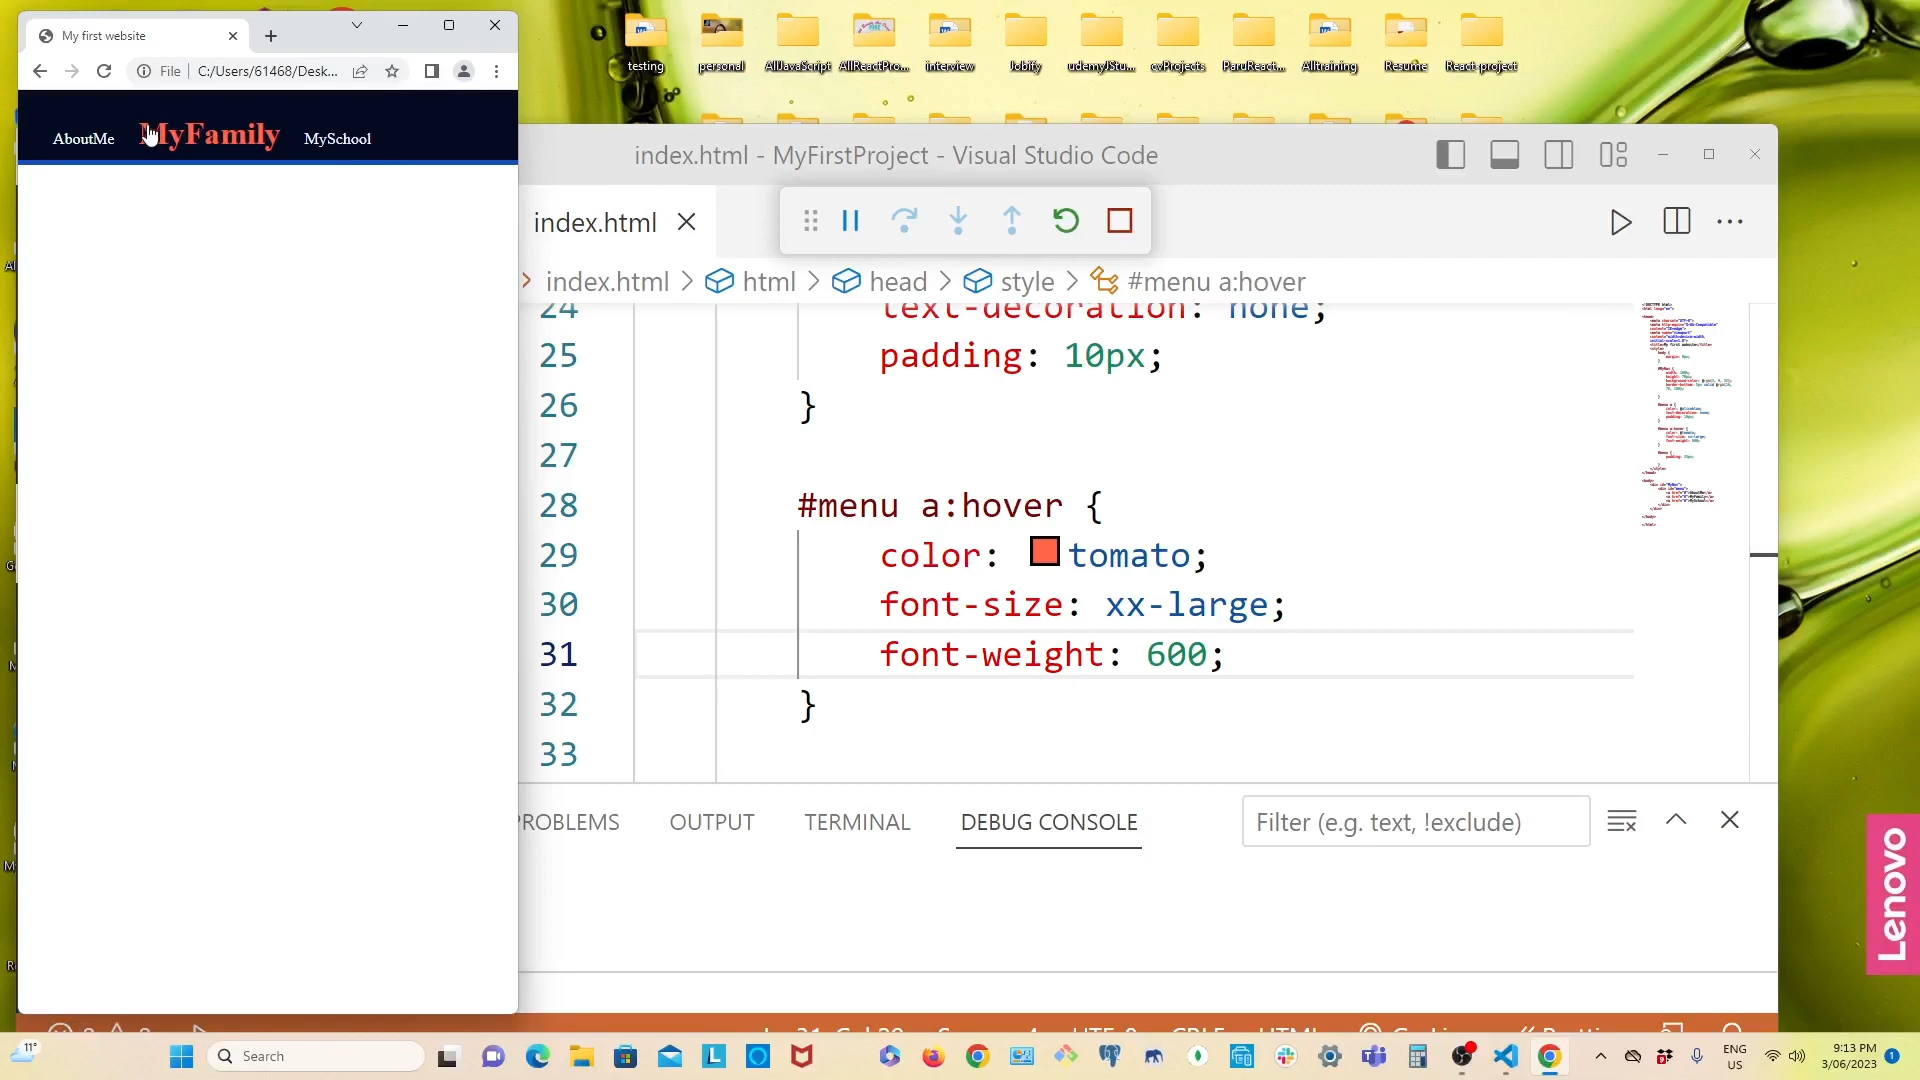 My first website
File C:/Users/61468/Desk...
AboutMe MyFamily MySchool
testing personal AllJavaScript AllReactPro... interview Jobify udemyJStu... cvProjects ParuReact... Alltraining Resume React-project
index.html - MyFirstProject - Visual Studio Code
index.html
index.html > html > head > style > #menu a:hover
24 text-decoration: none;
25 padding: 10px;
26 }
27
28 #menu a:hover {
29 color: tomato;
30 font-size: xx-large;
31 font-weight: 600;
32 }
33
PROBLEMS OUTPUT TERMINAL DEBUG CONSOLE
Filter (e.g. text, !exclude)
Lenovo
11°
Search
ENG
US
9:13 PM
3/06/2023
1